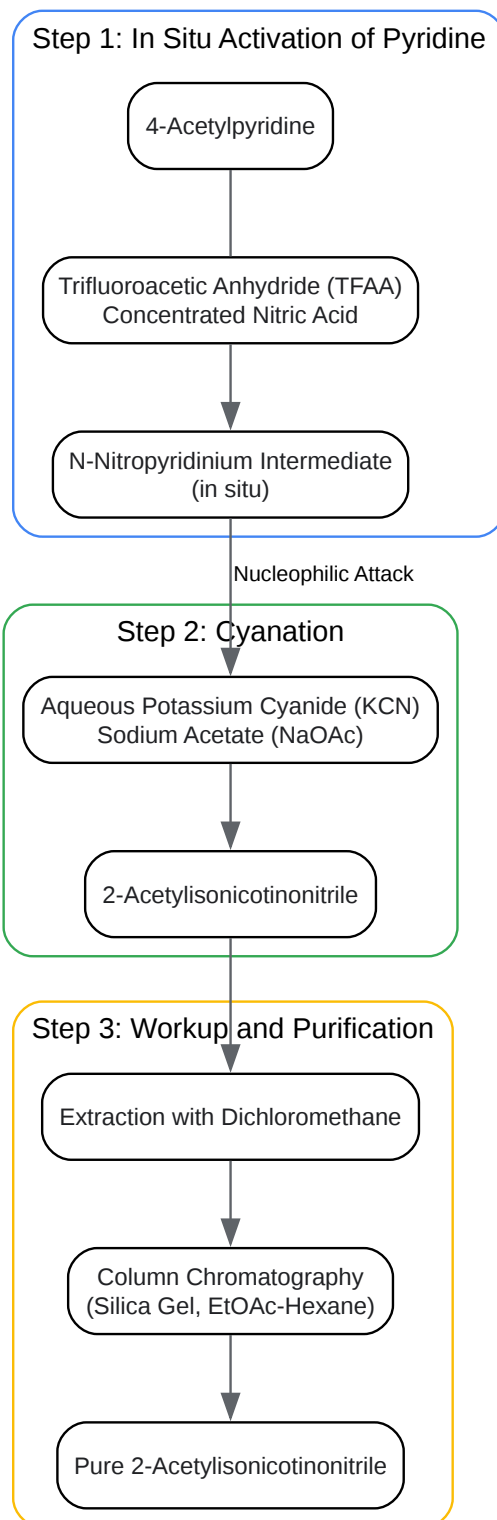 Step 1: In Situ Activation of Pyridine
4-Acetylpyridine
Trifluoroacetic Anhydride (TFAA)
Concentrated Nitric Acid
N-Nitropyridinium Intermediate
(in situ)
Nucleophilic Attack
Step 2: Cyanation
Aqueous Potassium Cyanide (KCN)
Sodium Acetate (NaOAc)
2-Acetylisonicotinonitrile
Step 3: Workup and Purification
Extraction with Dichloromethane
Column Chromatography
(Silica Gel, EtOAc-Hexane)
Pure 2-Acetylisonicotinonitrile